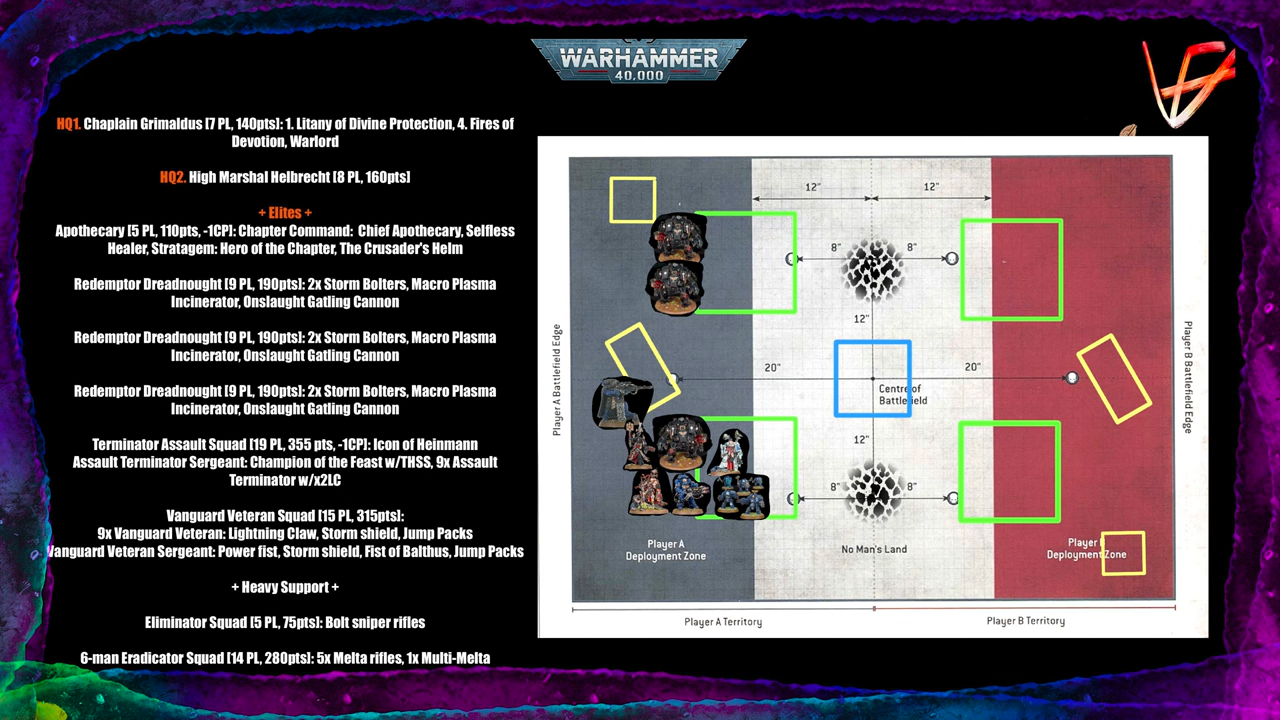 WARHAMMER
40,000
HQ1. Chaplain Grimaldus [7 PL, 140pts]: 1. Litany of Divine Protection, 4. Fires of
Devotion, Warlord
HQ2. High Marshal Helbrecht [8 PL, 160pts]
+ Elites +
Apothecary [5 PL, 110pts, -1CP]: Chapter Command: Chief Apothecary, Selfless
Healer, Stratagem: Hero of the Chapter, The Crusader's Helm
Redemptor Dreadnought [9 PL, 190pts]: 2x Storm Bolters, Macro Plasma
Incinerator, Onslaught Gatling Cannon
Redemptor Dreadnought [9 PL, 190pts]: 2x Storm Bolters, Macro Plasma
Incinerator, Onslaught Gatling Cannon
Redemptor Dreadnought [9 PL, 190pts]: 2x Storm Bolters, Macro Plasma
Incinerator, Onslaught Gatling Cannon
Terminator Assault Squad [19 PL, 355 pts, -1CP]: Icon of Heinmann
Assault Terminator Sergeant: Champion of the Feast w/THSS, 9x Assault
Terminator w/x2LC
Vanguard Veteran Squad [15 PL, 315pts]:
9x Vanguard Veteran: Lightning Claw, Storm shield, Jump Packs
Vanguard Veteran Sergeant: Power fist, Storm shield, Fist of Balthus, Jump Packs
+ Heavy Support +
Eliminator Squad [5 PL, 75pts]: Bolt sniper rifles
6-man Eradicator Squad [14 PL, 280pts]: 5x Melta rifles, 1x Multi-Melta
12" 12"
8" 8"
12"
20" 20"
Centre of
Battlefield
12"
8" 8"
Player A Battlefield Edge
Player B Battlefield Edge
Player A
Deployment Zone
No Man's Land
Player
Deployment Zone
Player A Territory
Player B Territory